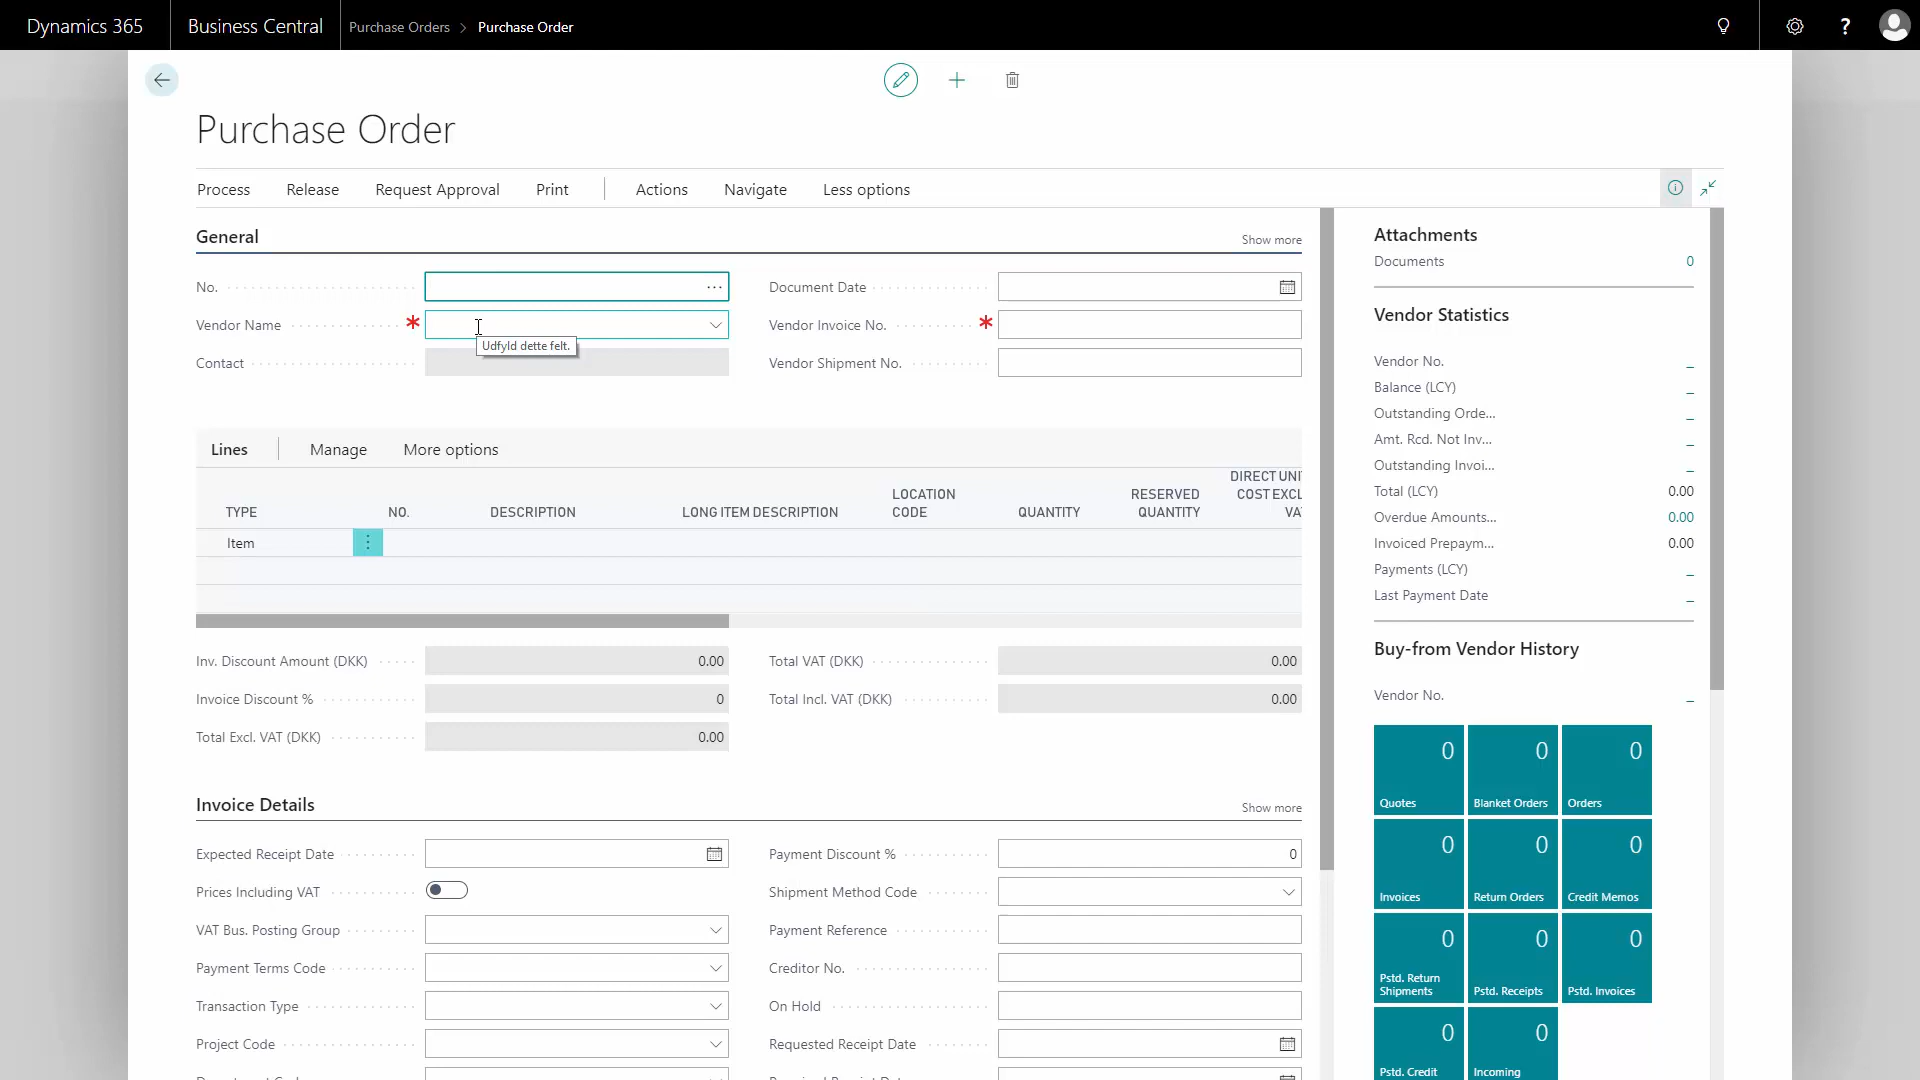 Dynamics 365
Business Central
Purchase Orders > Purchase Order
?
Purchase Order
Process
Release
Request Approval
Print
Actions
Navigate
Less options
General
Show more
No.
...
Document Date
Vendor Name *
Vendor Invoice No. *
Udfyld dette felt.
Contact
Vendor Shipment No.
Lines
Manage
More options
TYPE
NO.
DESCRIPTION
LONG ITEM DESCRIPTION
LOCATION
CODE
QUANTITY
RESERVED
QUANTITY
DIRECT UNI
COST EXCL
VA
Item
Inv. Discount Amount (DKK) 0.00
Total VAT (DKK) 0.00
Invoice Discount % 0
Total Incl. VAT (DKK) 0.00
Total Excl. VAT (DKK) 0.00
Invoice Details
Show more
Expected Receipt Date
Payment Discount % 0
Prices Including VAT
Shipment Method Code
VAT Bus. Posting Group
Payment Reference
Payment Terms Code
Creditor No.
Transaction Type
On Hold
Project Code
Requested Receipt Date
Attachments
Documents 0
Vendor Statistics
Vendor No. _
Balance (LCY) _
Outstanding Orde... _
Amt. Rcd. Not Inv... _
Outstanding Invoi... _
Total (LCY) 0.00
Overdue Amounts... 0.00
Invoiced Prepaym... 0.00
Payments (LCY) _
Last Payment Date _
Buy-from Vendor History
Vendor No. _
0
Quotes
0
Blanket Orders
0
Orders
0
Invoices
0
Return Orders
0
Credit Memos
0
Pstd. Return
Shipments
0
Pstd. Receipts
0
Pstd. Invoices
0
Pstd. Credit
0
Incoming